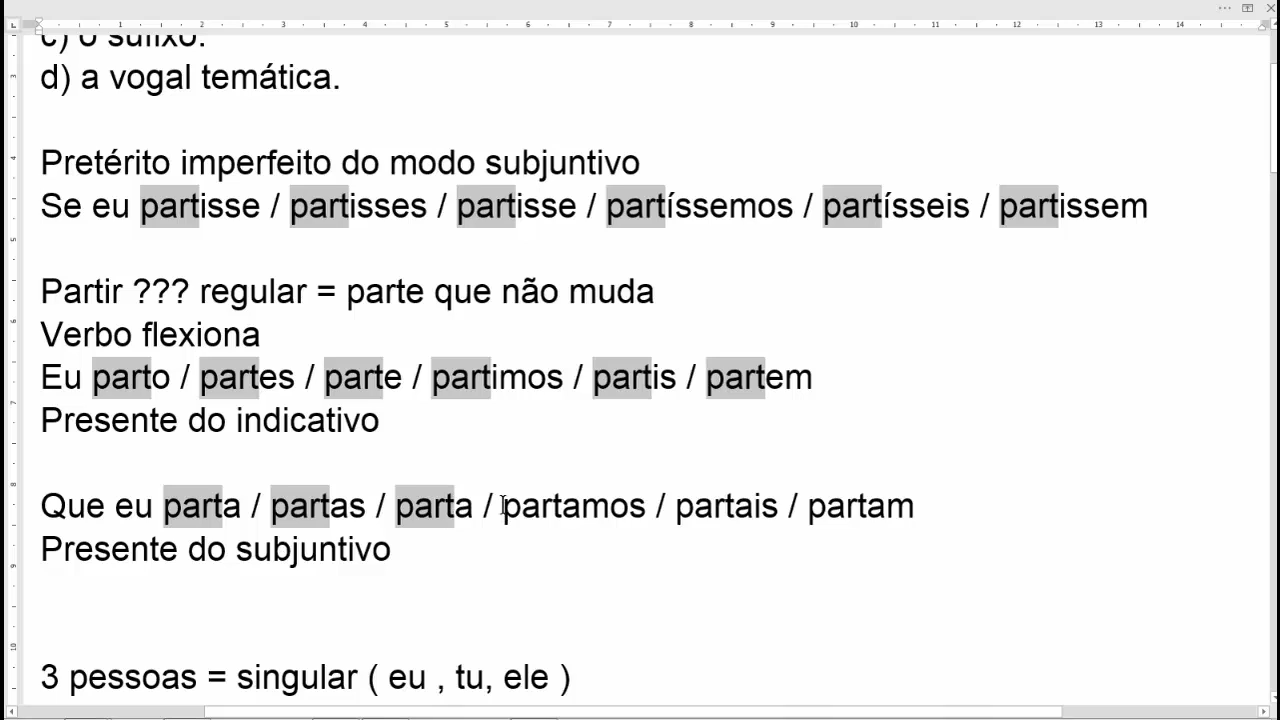 c) o sufixo.
d) a vogal temática.
Pretérito imperfeito do modo subjuntivo
Se eu partisse / partisses / partisse / partíssemos / partísseis / partissem
Partir ??? regular = parte que não muda
Verbo flexiona
Eu parto / partes / parte / partimos / partis / partem
Presente do indicativo
Que eu parta / partas / parta / partamos / partais / partam
Presente do subjuntivo
3 pessoas = singular ( eu , tu, ele )